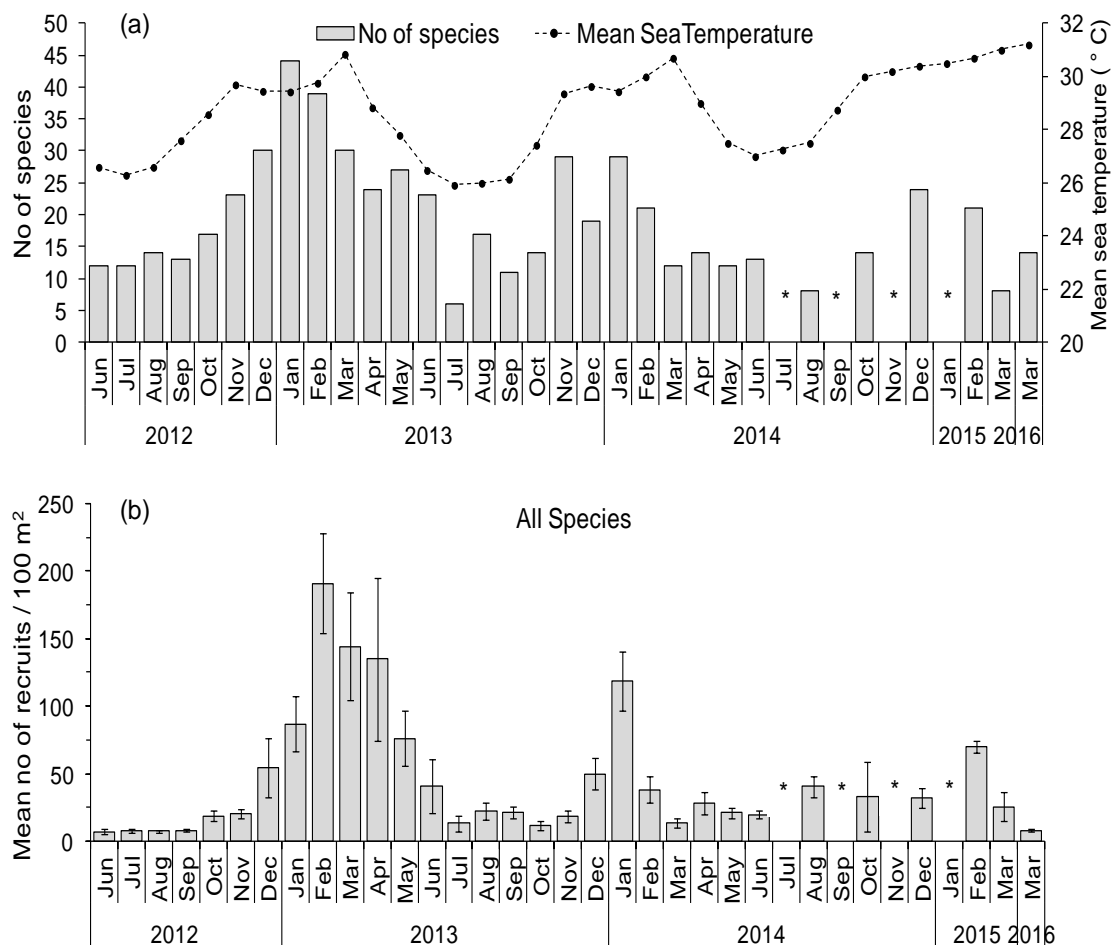 (a)
No of species
Mean SeaTemperature
50
45
40
35
30
25
20
15
10
5
0
No of species
32
30
28
26
24
22
20
Mean sea temperature ( ° C)
* * * *
Jun Jul Aug Sep Oct Nov Dec Jan Feb Mar Apr May Jun Jul Aug Sep Oct Nov Dec Jan Feb Mar Apr May Jun Jul Aug Sep Oct Nov Dec Jan Feb Mar Mar
2012 2013 2014 2015 2016
(b)
All Species
250
200
150
100
50
0
Mean no of recruits / 100 m²
* * * *
Jun Jul Aug Sep Oct Nov Dec Jan Feb Mar Apr May Jun Jul Aug Sep Oct Nov Dec Jan Feb Mar Apr May Jun Jul Aug Sep Oct Nov Dec Jan Feb Mar Mar
2012 2013 2014 2015 2016